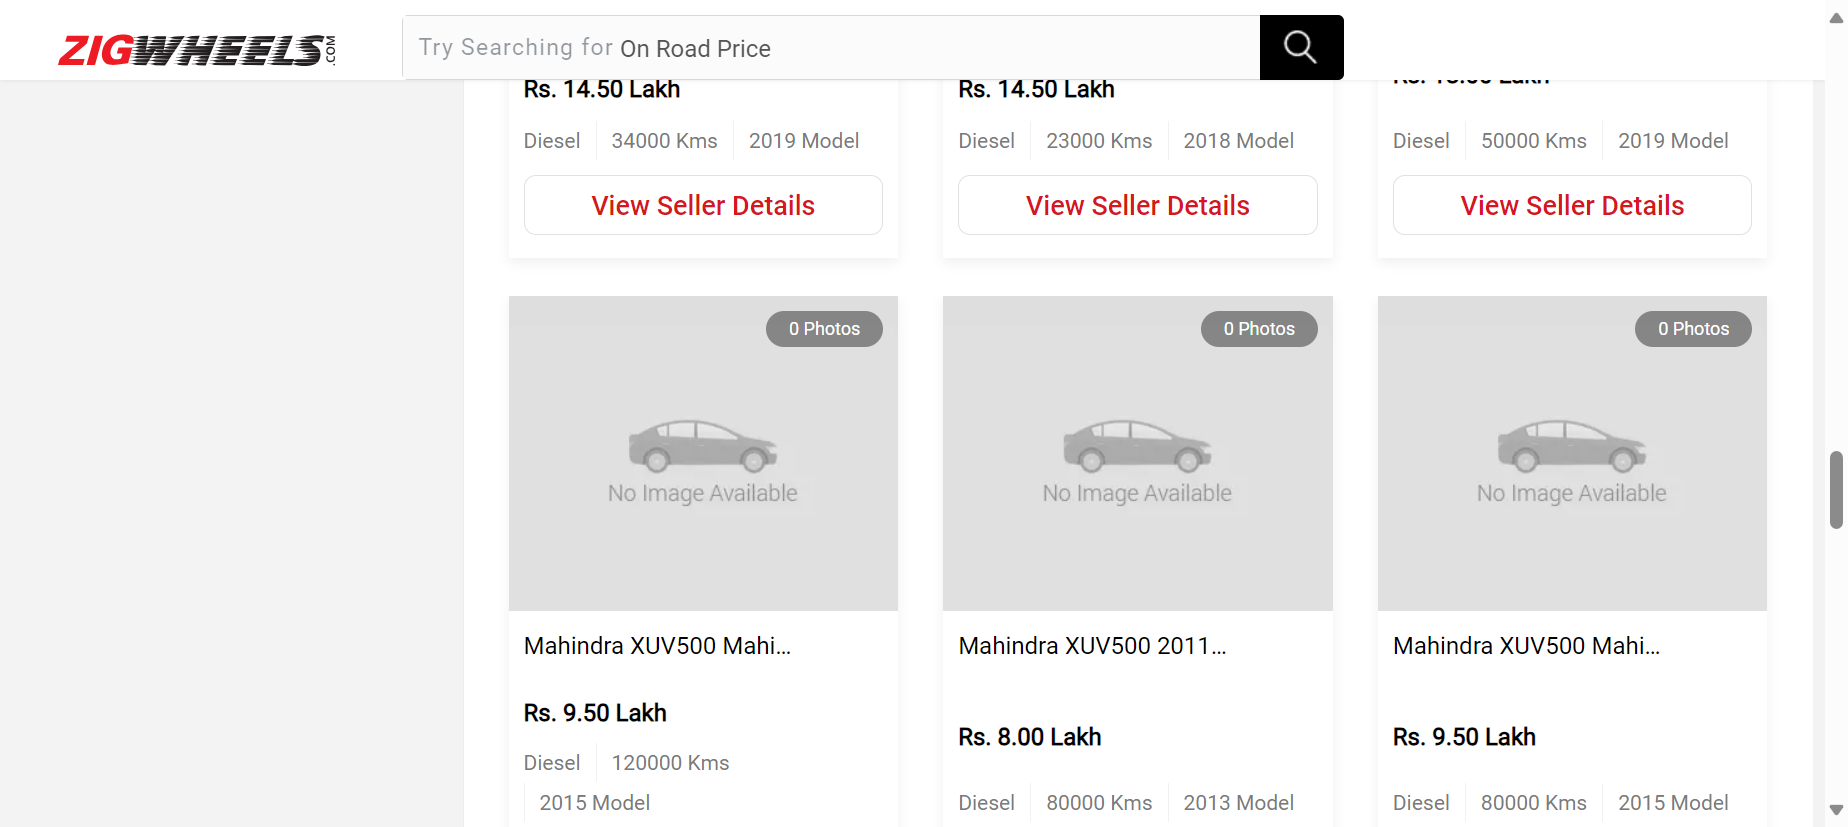 ZIGWHEELS.COM
Try Searching for On Road Price
Rs. 14.50 Lakh
Diesel 34000 Kms 2019 Model
View Seller Details
Rs. 14.50 Lakh
Diesel 23000 Kms 2018 Model
View Seller Details
Diesel 50000 Kms 2019 Model
View Seller Details
0 Photos
No Image Available
Mahindra XUV500 Mahi...
Rs. 9.50 Lakh
Diesel 120000 Kms
2015 Model
0 Photos
No Image Available
Mahindra XUV500 2011...
Rs. 8.00 Lakh
Diesel 80000 Kms 2013 Model
0 Photos
No Image Available
Mahindra XUV500 Mahi...
Rs. 9.50 Lakh
Diesel 80000 Kms 2015 Model